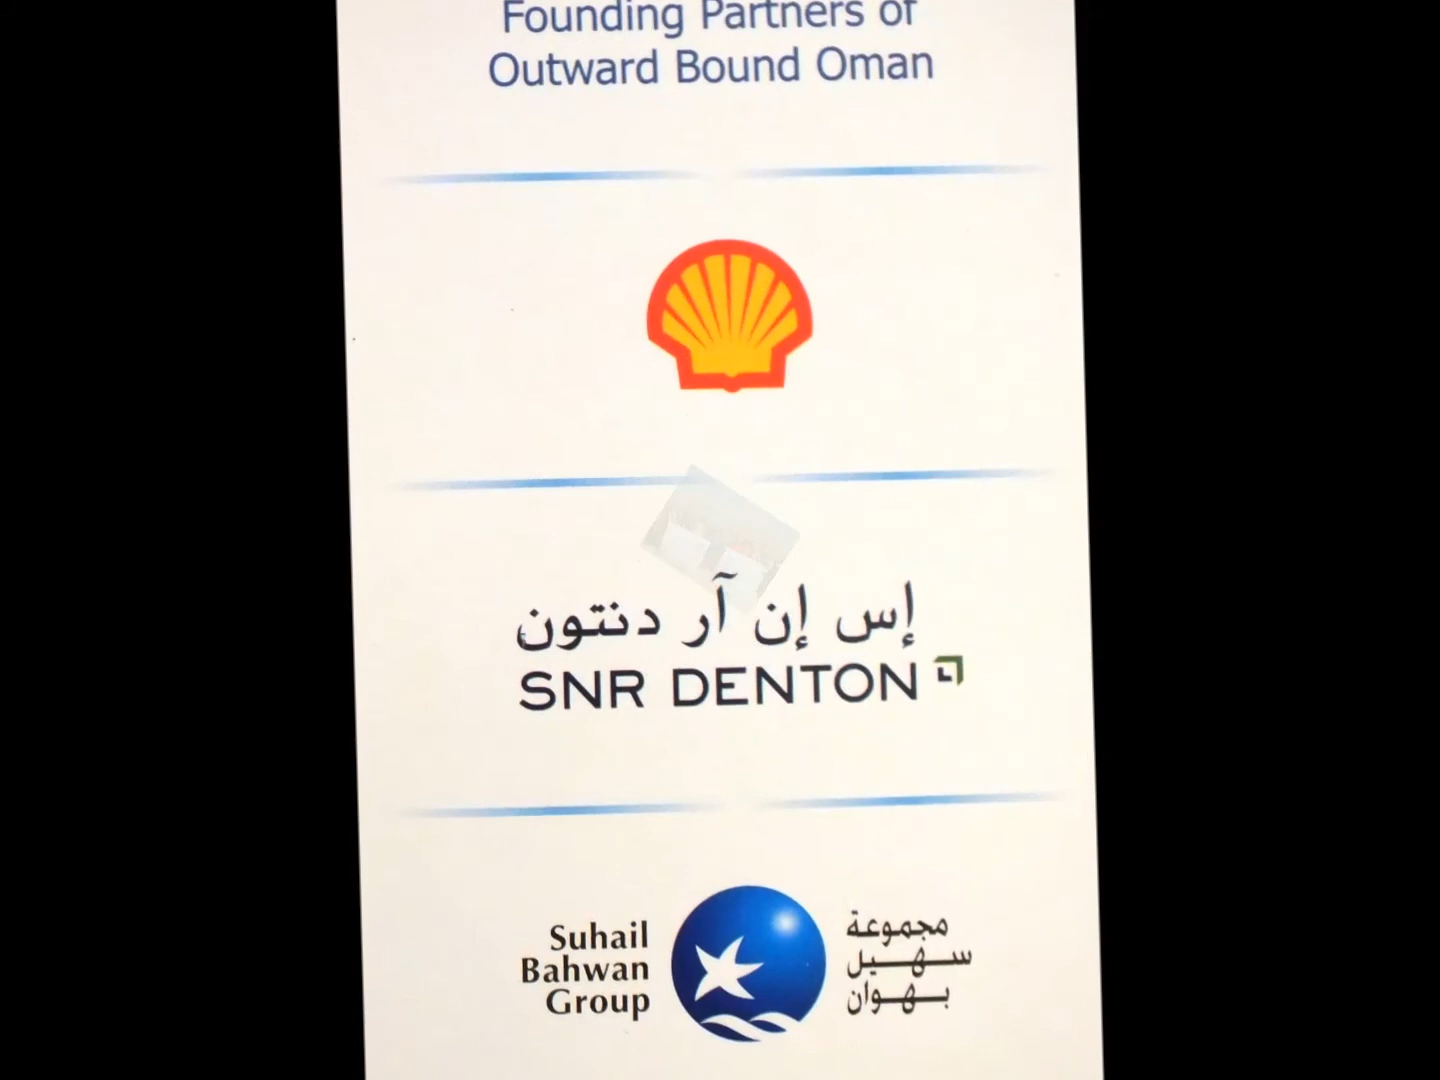 Founding Partners of
Outward Bound Oman
إس إن آر دنتون
SNR DENTON
Suhail
Bahwan
Group
مجموعة
سهيل
بهوان